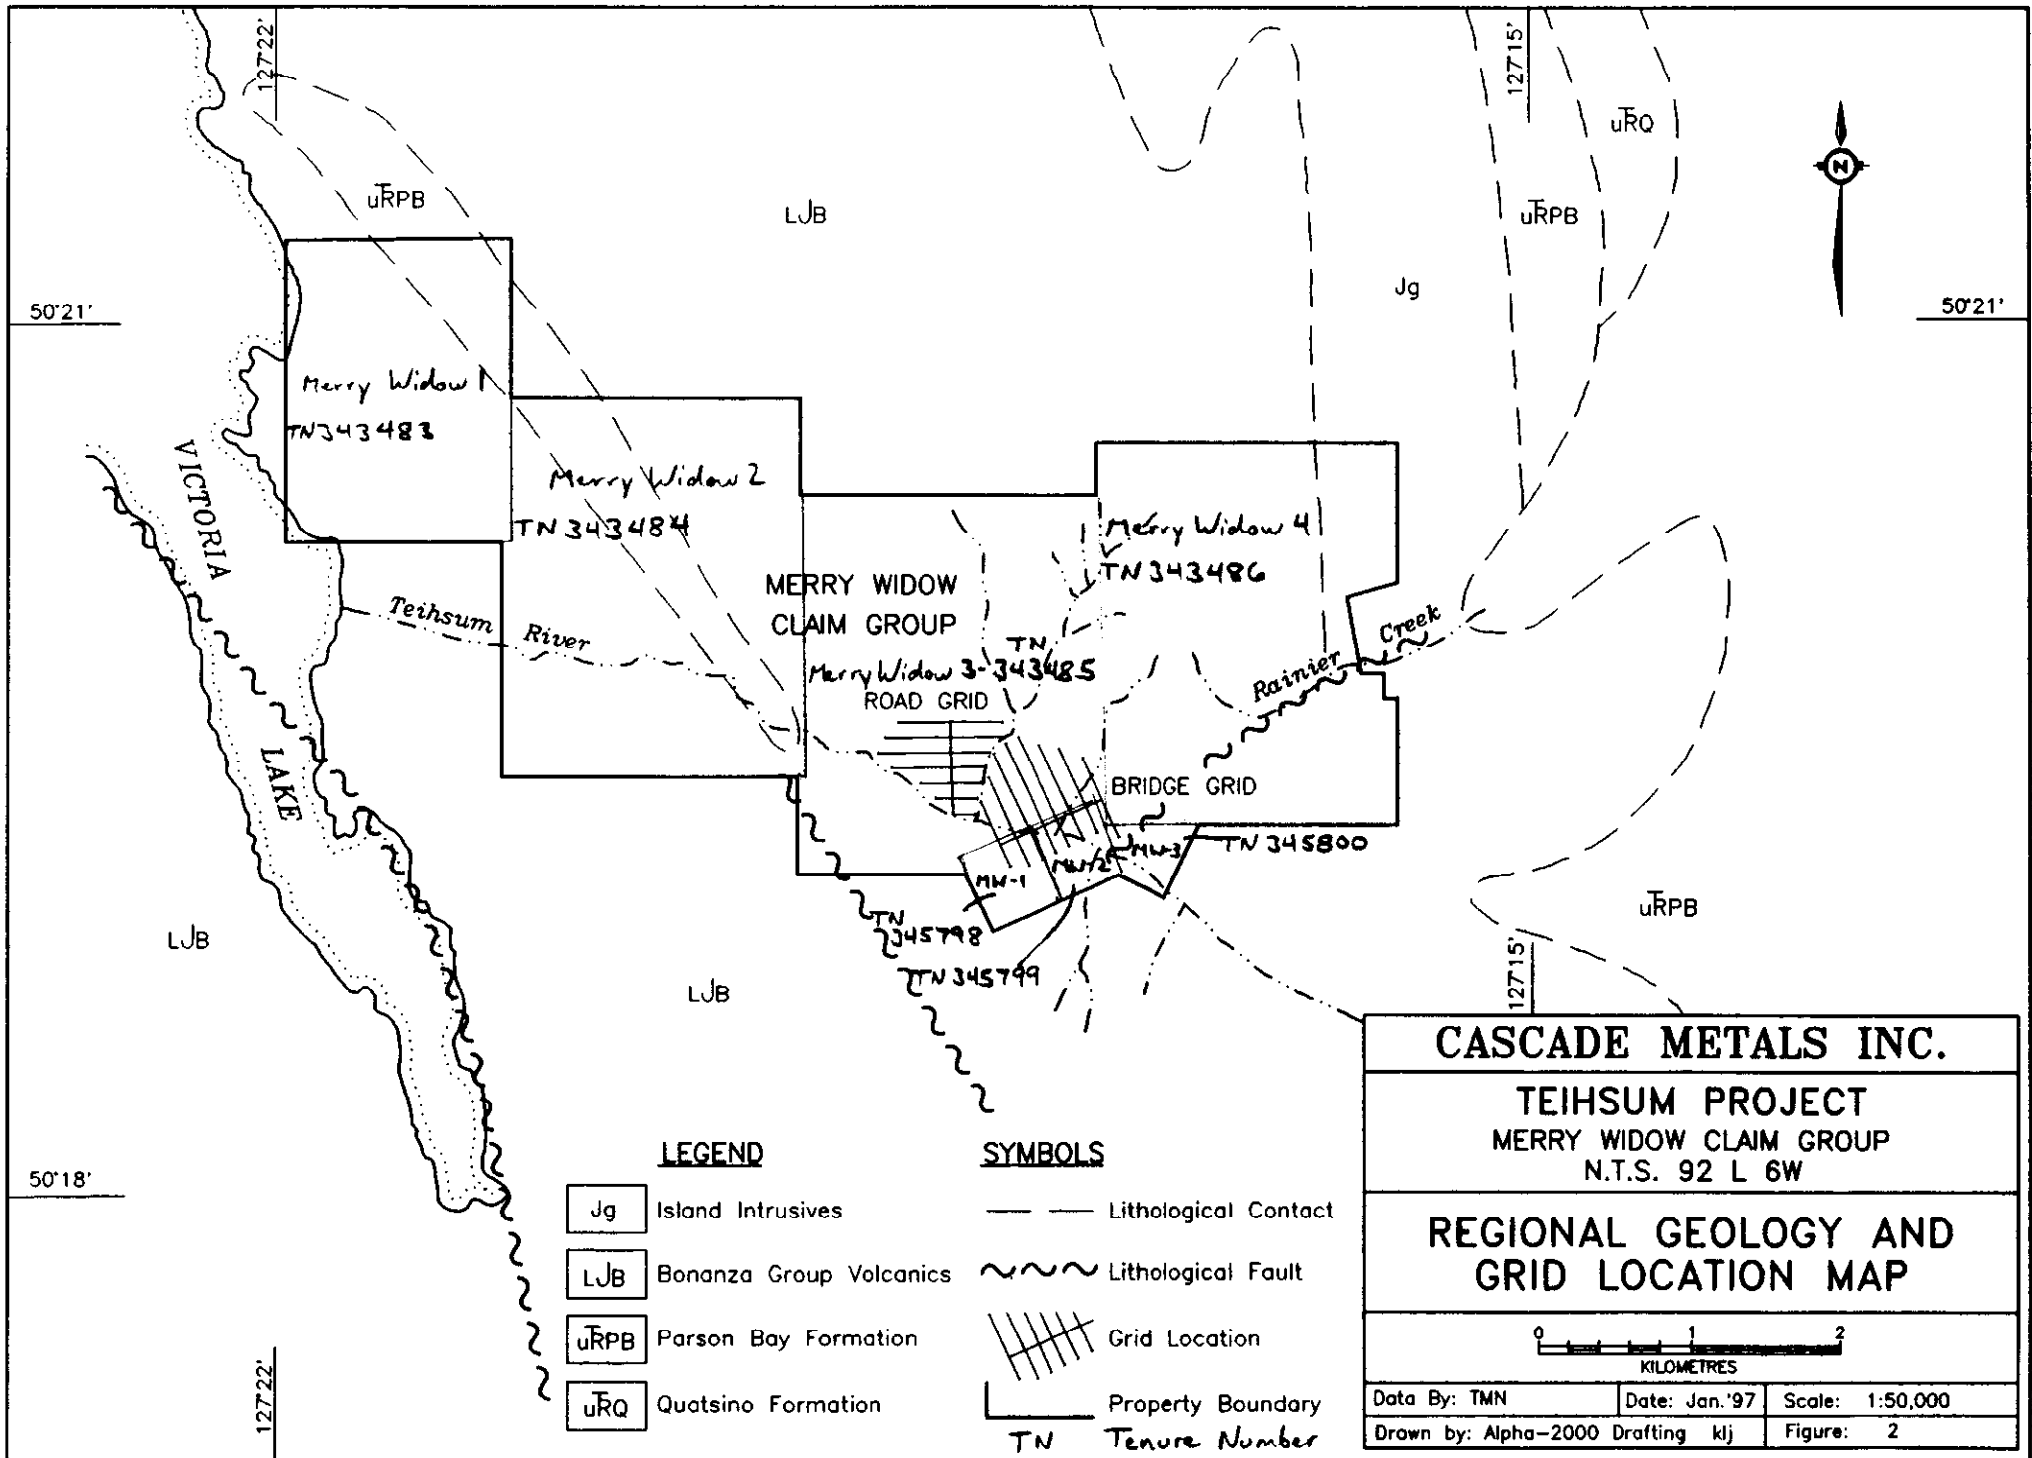 127°22'
127°15'
uTRQ
uTRPB
LJB
uTRPB
Jg
50°21'
50°21'
Merry Widow 1
TN343483
VICTORIA
LAKE
Merry Widow 2
TN 343484
Merry Widow 4
TN 343486
MERRY WIDOW
CLAIM GROUP
Teihsum River
TN
Merry Widow 3-343485
ROAD GRID
Rainier Creek
BRIDGE GRID
TN 345800
MW-1
MW-2
MW-3
TN
345798
TN 345799
LJB
LJB
uTRPB
127°15'
50°18'
127°22'
LEGEND
Jg Island Intrusives
LJB Bonanza Group Volcanics
uTRPB Parson Bay Formation
uTRQ Quatsino Formation
SYMBOLS
Lithological Contact
Lithological Fault
Grid Location
Property Boundary
TN Tenure Number
CASCADE METALS INC.
TEIHSUM PROJECT
MERRY WIDOW CLAIM GROUP
N.T.S. 92 L 6W
REGIONAL GEOLOGY AND
GRID LOCATION MAP
0 1 2
KILOMETRES
Data By: TMN Date: Jan.'97 Scale: 1:50,000
Drawn by: Alpha-2000 Drafting klj Figure: 2
N